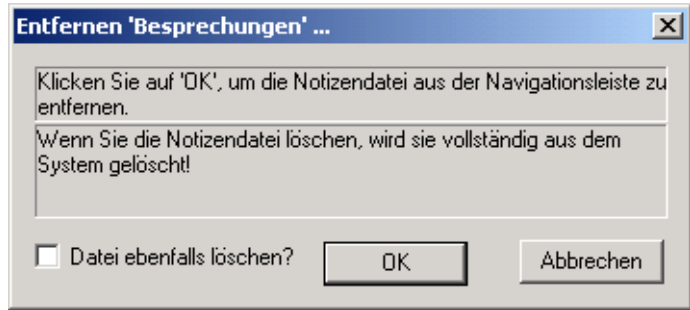 Entfernen 'Besprechungen' ...
Klicken Sie auf 'OK', um die Notizendatei aus der Navigationsleiste zu
entfernen.
Wenn Sie die Notizendatei löschen, wird sie vollständig aus dem
System gelöscht!
Datei ebenfalls löschen?
OK
Abbrechen